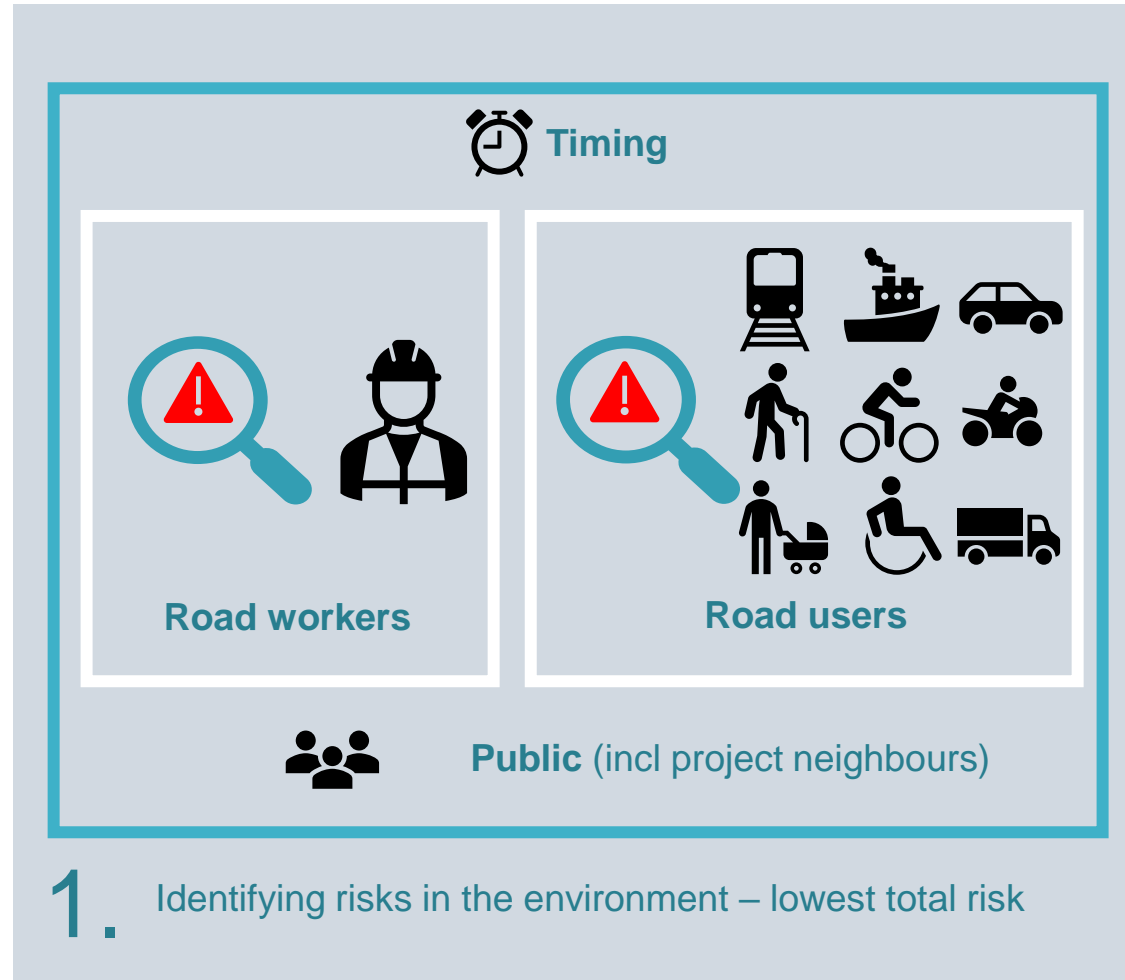 Timing
Road workers
Road users
Public (incl project neighbours)
1. Identifying risks in the environment – lowest total risk